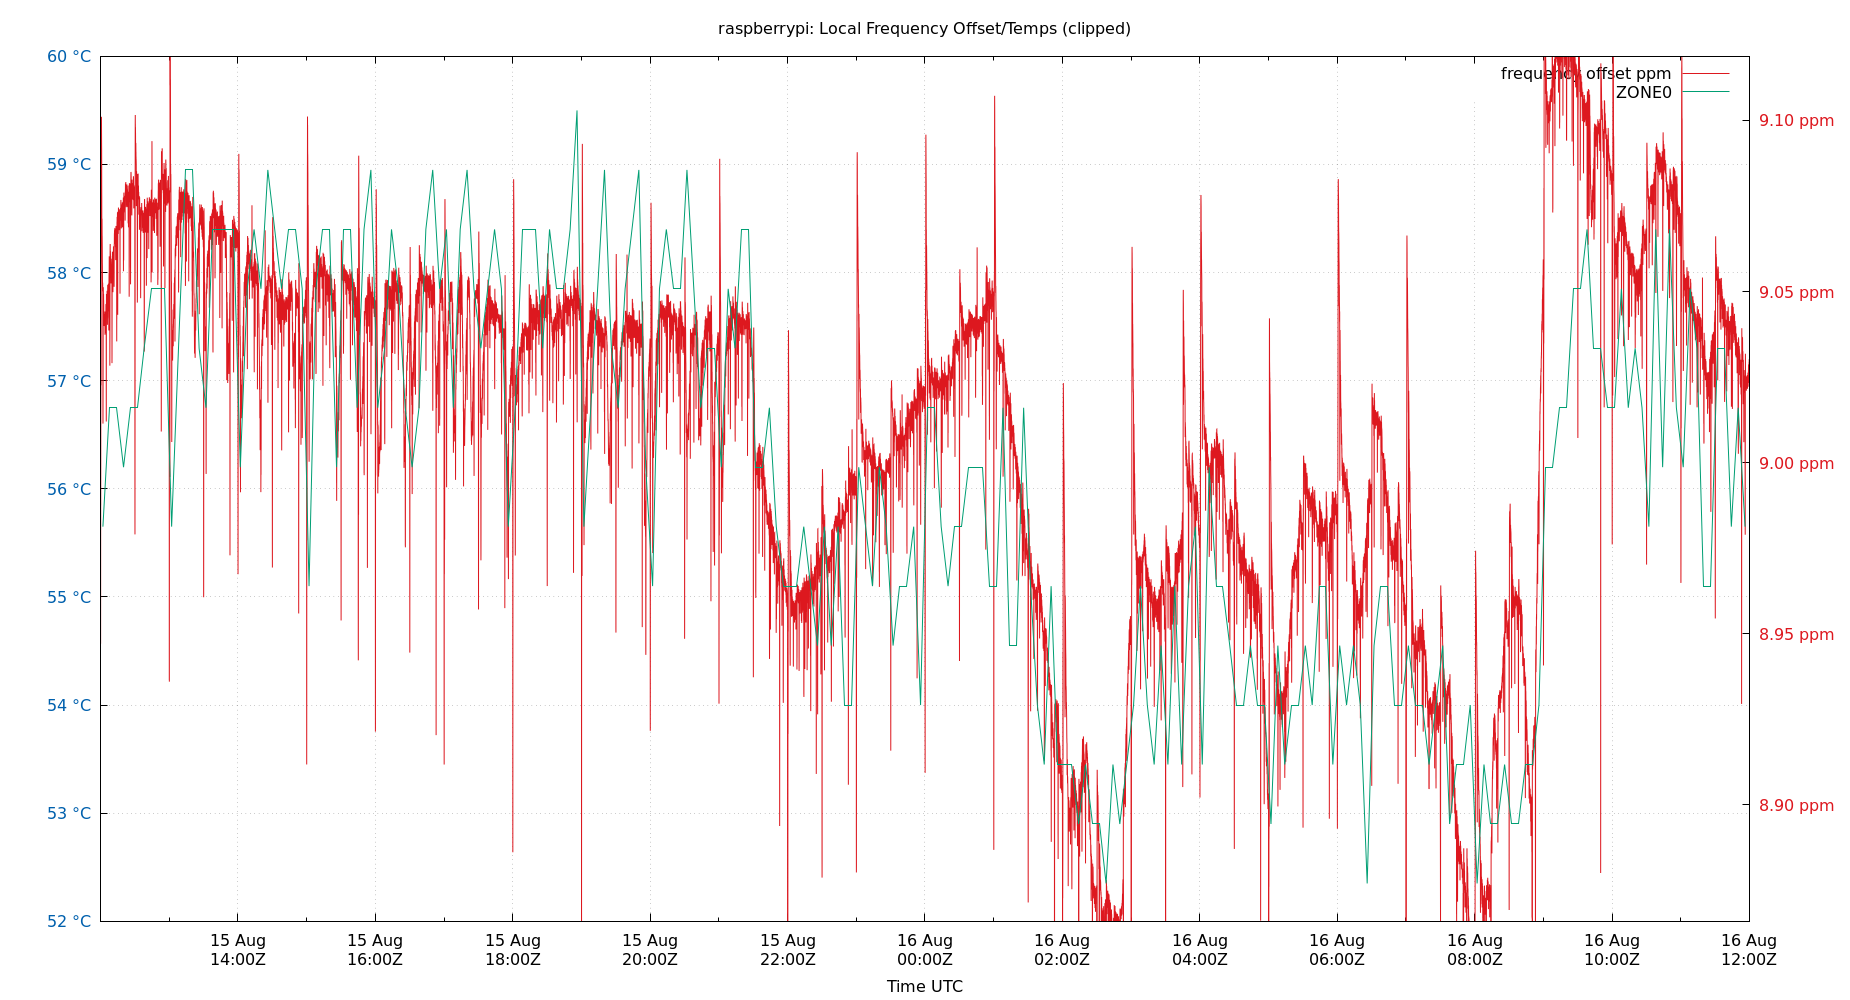 raspberrypi: Local Frequency Offset/Temps (clipped)
60 °C
59 °C
58 °C
57 °C
56 °C
55 °C
54 °C
53 °C
52 °C
frequency offset ppm
ZONE0
9.10 ppm
9.05 ppm
9.00 ppm
8.95 ppm
8.90 ppm
15 Aug
14:00Z
15 Aug
16:00Z
15 Aug
18:00Z
15 Aug
20:00Z
15 Aug
22:00Z
16 Aug
00:00Z
16 Aug
02:00Z
16 Aug
04:00Z
16 Aug
06:00Z
16 Aug
08:00Z
16 Aug
10:00Z
16 Aug
12:00Z
Time UTC